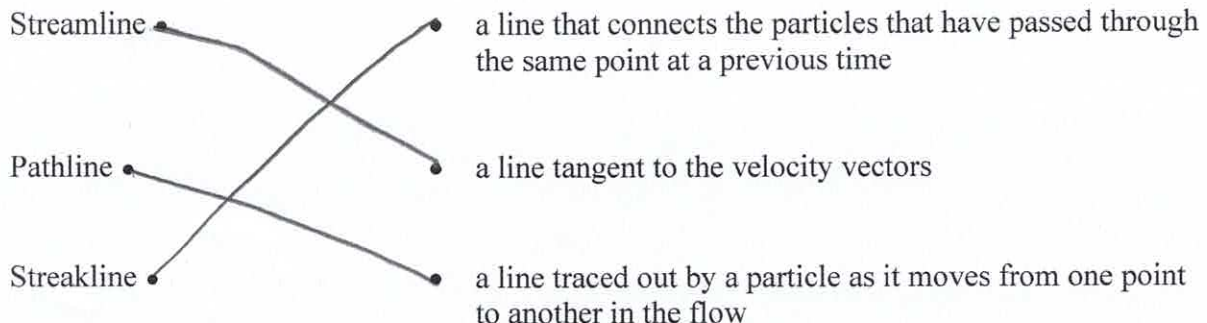 Streamline
a line that connects the particles that have passed through
the same point at a previous time
Pathline
a line tangent to the velocity vectors
Streakline
a line traced out by a particle as it moves from one point
to another in the flow